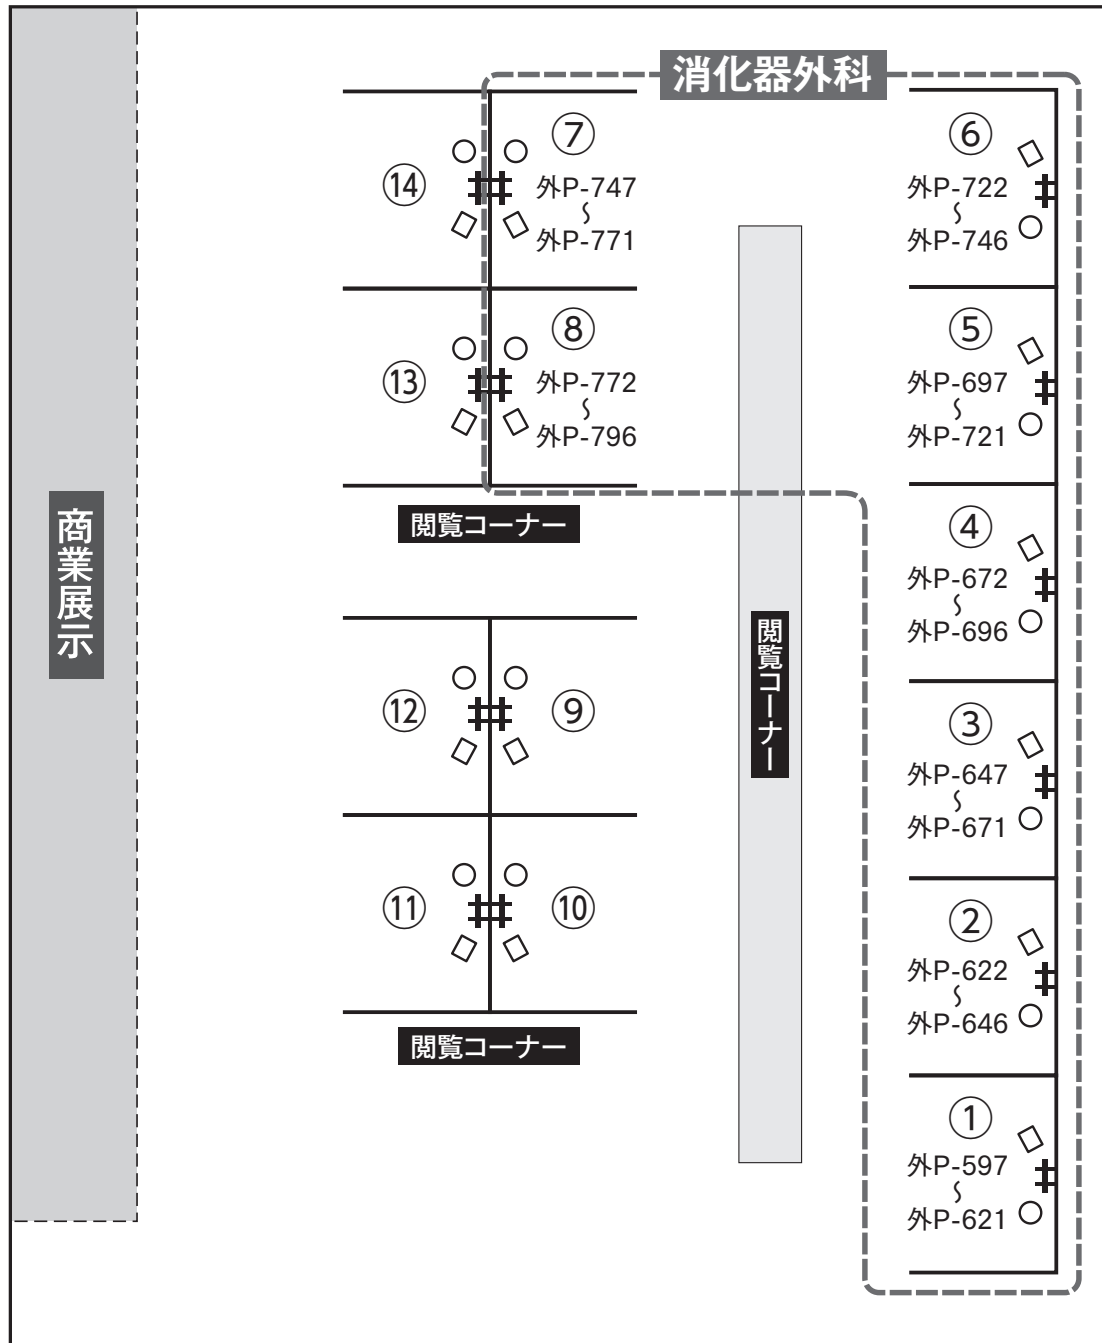 消化器外科
⑭
⑦
外P-747
〜
外P-771
⑬
⑧
外P-772
〜
外P-796
閲覧コーナー
⑫
⑨
⑪
⑩
閲覧コーナー
商業展示
閲覧コーナー
⑥
外P-722
〜
外P-746
⑤
外P-697
〜
外P-721
④
外P-672
〜
外P-696
③
外P-647
〜
外P-671
②
外P-622
〜
外P-646
①
外P-597
〜
外P-621